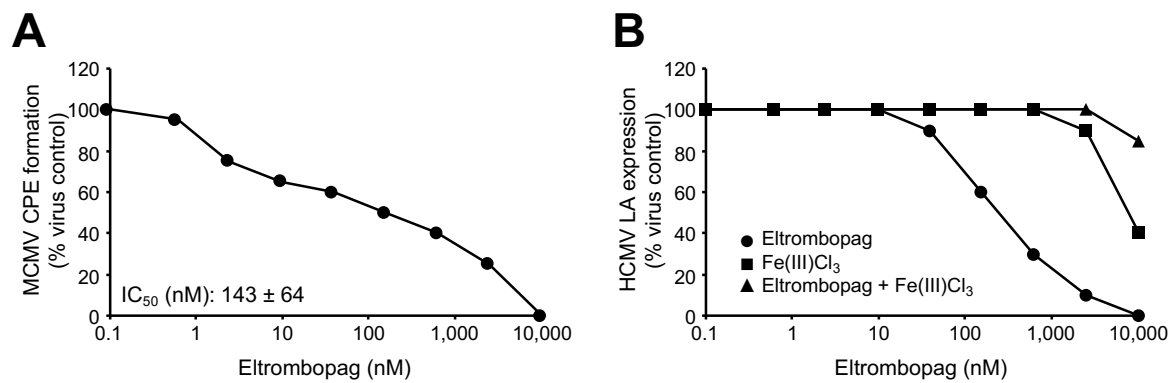 A
MCMV CPE formation
(% virus control)
120
100
80
60
40
20
0
IC₅₀ (nM): 143 ± 64
0.1
1
10
100
1,000
10,000
Eltrombopag (nM)
B
HCMV LA expression
(% virus control)
120
100
80
60
40
20
0
Eltrombopag
Fe(III)Cl₃
Eltrombopag + Fe(III)Cl₃
0.1
1
10
100
1,000
10,000
Eltrombopag (nM)